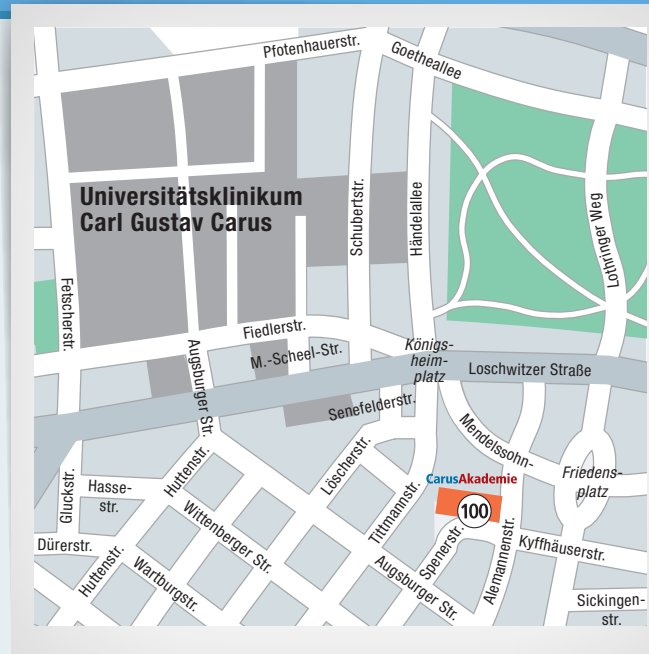 Pfotenhauerstr.
Goetheallee
Universitätsklinikum
Carl Gustav Carus
Schubertstr.
Händelallee
Lothringer Weg
Fetscherstr.
Fiedlerstr.
M.-Scheel-Str.
Augsburger Str.
Königs-
heim-
platz
Loschwitzer Straße
Senefelderstr.
Mendelssohn-
Friedens-
platz
Löscherstr.
Huttenstr.
Gluckstr.
Hasse-
str.
CarusAkademie
100
Tittmannstr.
Wittenberger Str.
Spenerstr.
Alemannenstr.
Kyffhäuserstr.
Dürerstr.
Huttenstr.
Wartburgstr.
Augsburger Str.
Sickingen-
str.